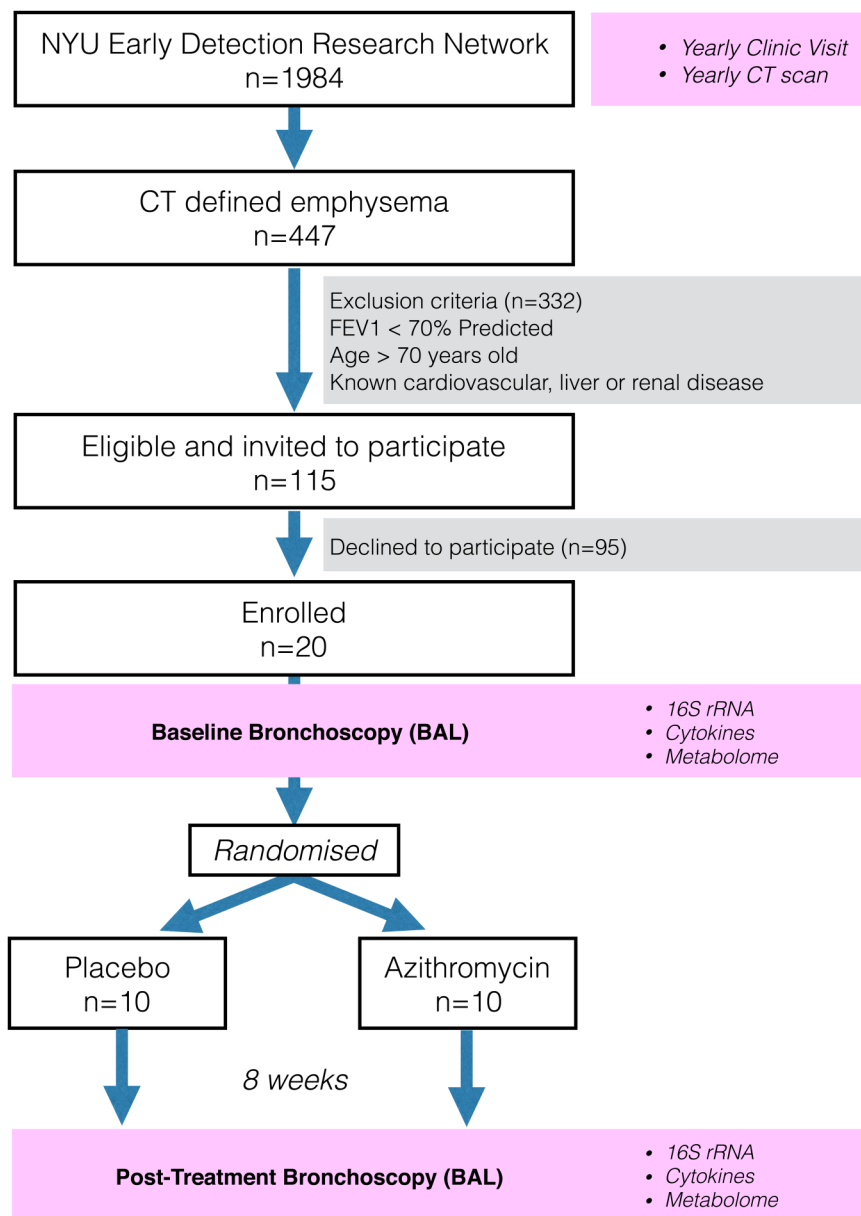 NYU Early Detection Research Network
n=1984
• Yearly Clinic Visit
• Yearly CT scan
CT defined emphysema
n=447
Exclusion criteria (n=332)
FEV1 < 70% Predicted
Age > 70 years old
Known cardiovascular, liver or renal disease
Eligible and invited to participate
n=115
Declined to participate (n=95)
Enrolled
n=20
Baseline Bronchoscopy (BAL)
• 16S rRNA
• Cytokines
• Metabolome
Randomised
Placebo
n=10
Azithromycin
n=10
8 weeks
Post-Treatment Bronchoscopy (BAL)
• 16S rRNA
• Cytokines
• Metabolome